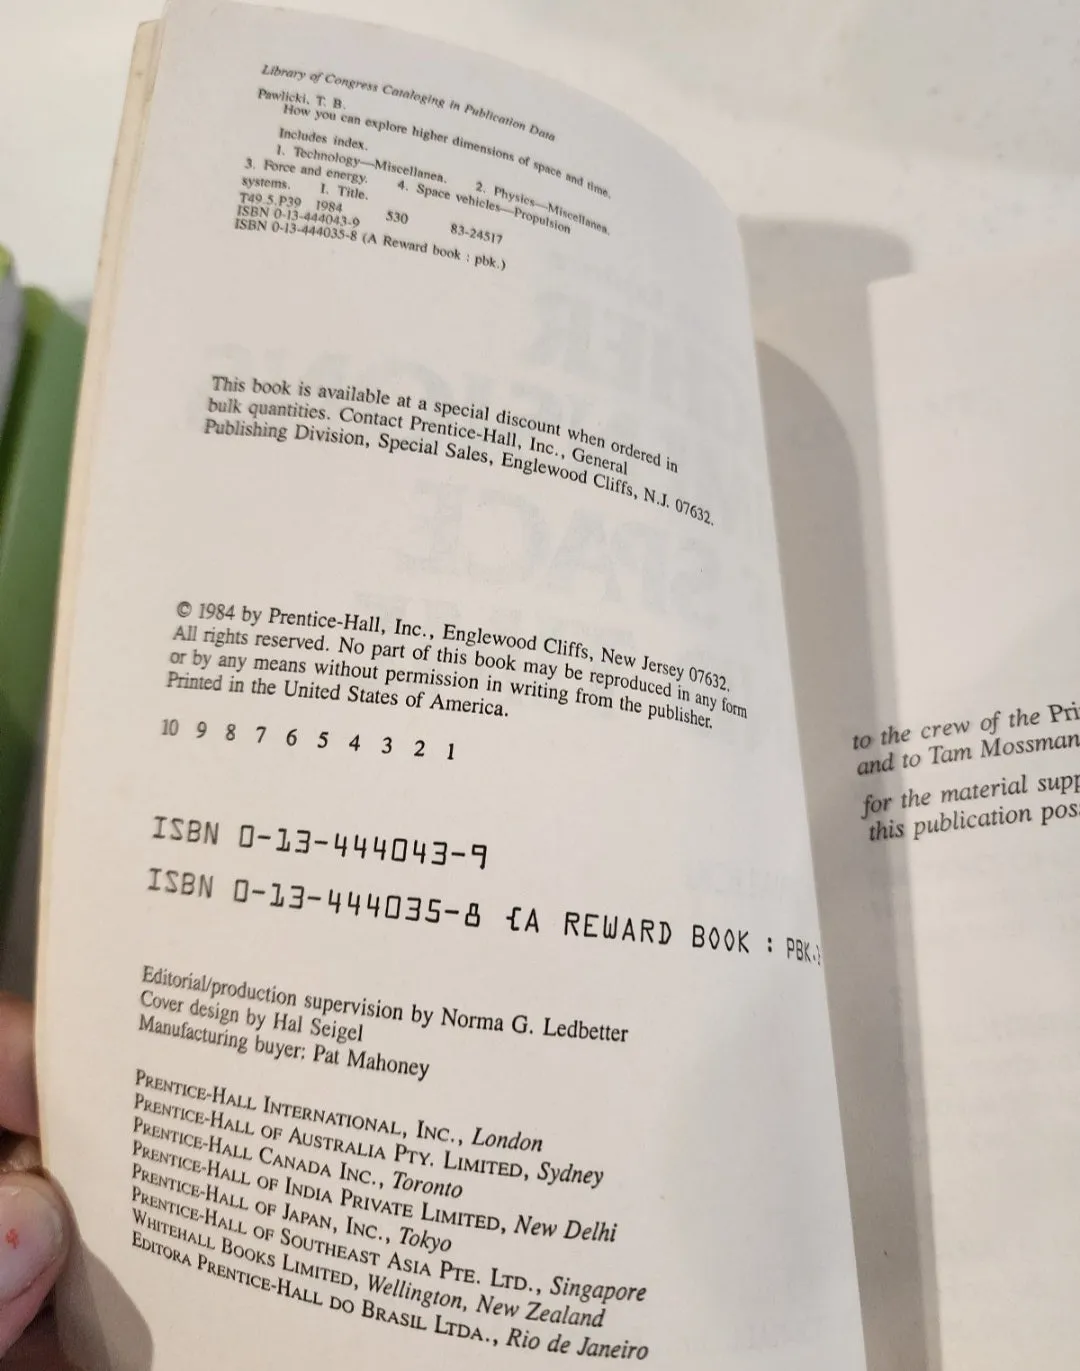 Library of Congress Cataloging in Publication Data
Pawlicki, T. B.
How you can explore higher dimensions of space and time.
Includes index.
1. Technology—Miscellanea. 2. Physics—Miscellanea.
3. Force and energy. 4. Space vehicles—Propulsion
systems. I. Title.
T49.5.P39 1984 530 83-24517
ISBN 0-13-444043-9
ISBN 0-13-444035-8 (A Reward book : pbk.)
This book is available at a special discount when ordered in
bulk quantities. Contact Prentice-Hall, Inc., General
Publishing Division, Special Sales, Englewood Cliffs, N.J. 07632.
© 1984 by Prentice-Hall, Inc., Englewood Cliffs, New Jersey 07632.
All rights reserved. No part of this book may be reproduced in any form
or by any means without permission in writing from the publisher.
Printed in the United States of America.
10 9 8 7 6 5 4 3 2 1
ISBN 0-13-444043-9
ISBN 0-13-444035-8 {A REWARD BOOK : PBK.}
Editorial/production supervision by Norma G. Ledbetter
Cover design by Hal Seigel
Manufacturing buyer: Pat Mahoney
PRENTICE-HALL INTERNATIONAL, INC., London
PRENTICE-HALL OF AUSTRALIA PTY. LIMITED, Sydney
PRENTICE-HALL CANADA INC., Toronto
PRENTICE-HALL OF INDIA PRIVATE LIMITED, New Delhi
PRENTICE-HALL OF JAPAN, INC., Tokyo
PRENTICE-HALL OF SOUTHEAST ASIA PTE. LTD., Singapore
WHITEHALL BOOKS LIMITED, Wellington, New Zealand
EDITORA PRENTICE-HALL DO BRASIL LTDA., Rio de Janeiro
to the crew of the Pri
and to Tam Mossman
for the material supp
this publication pos